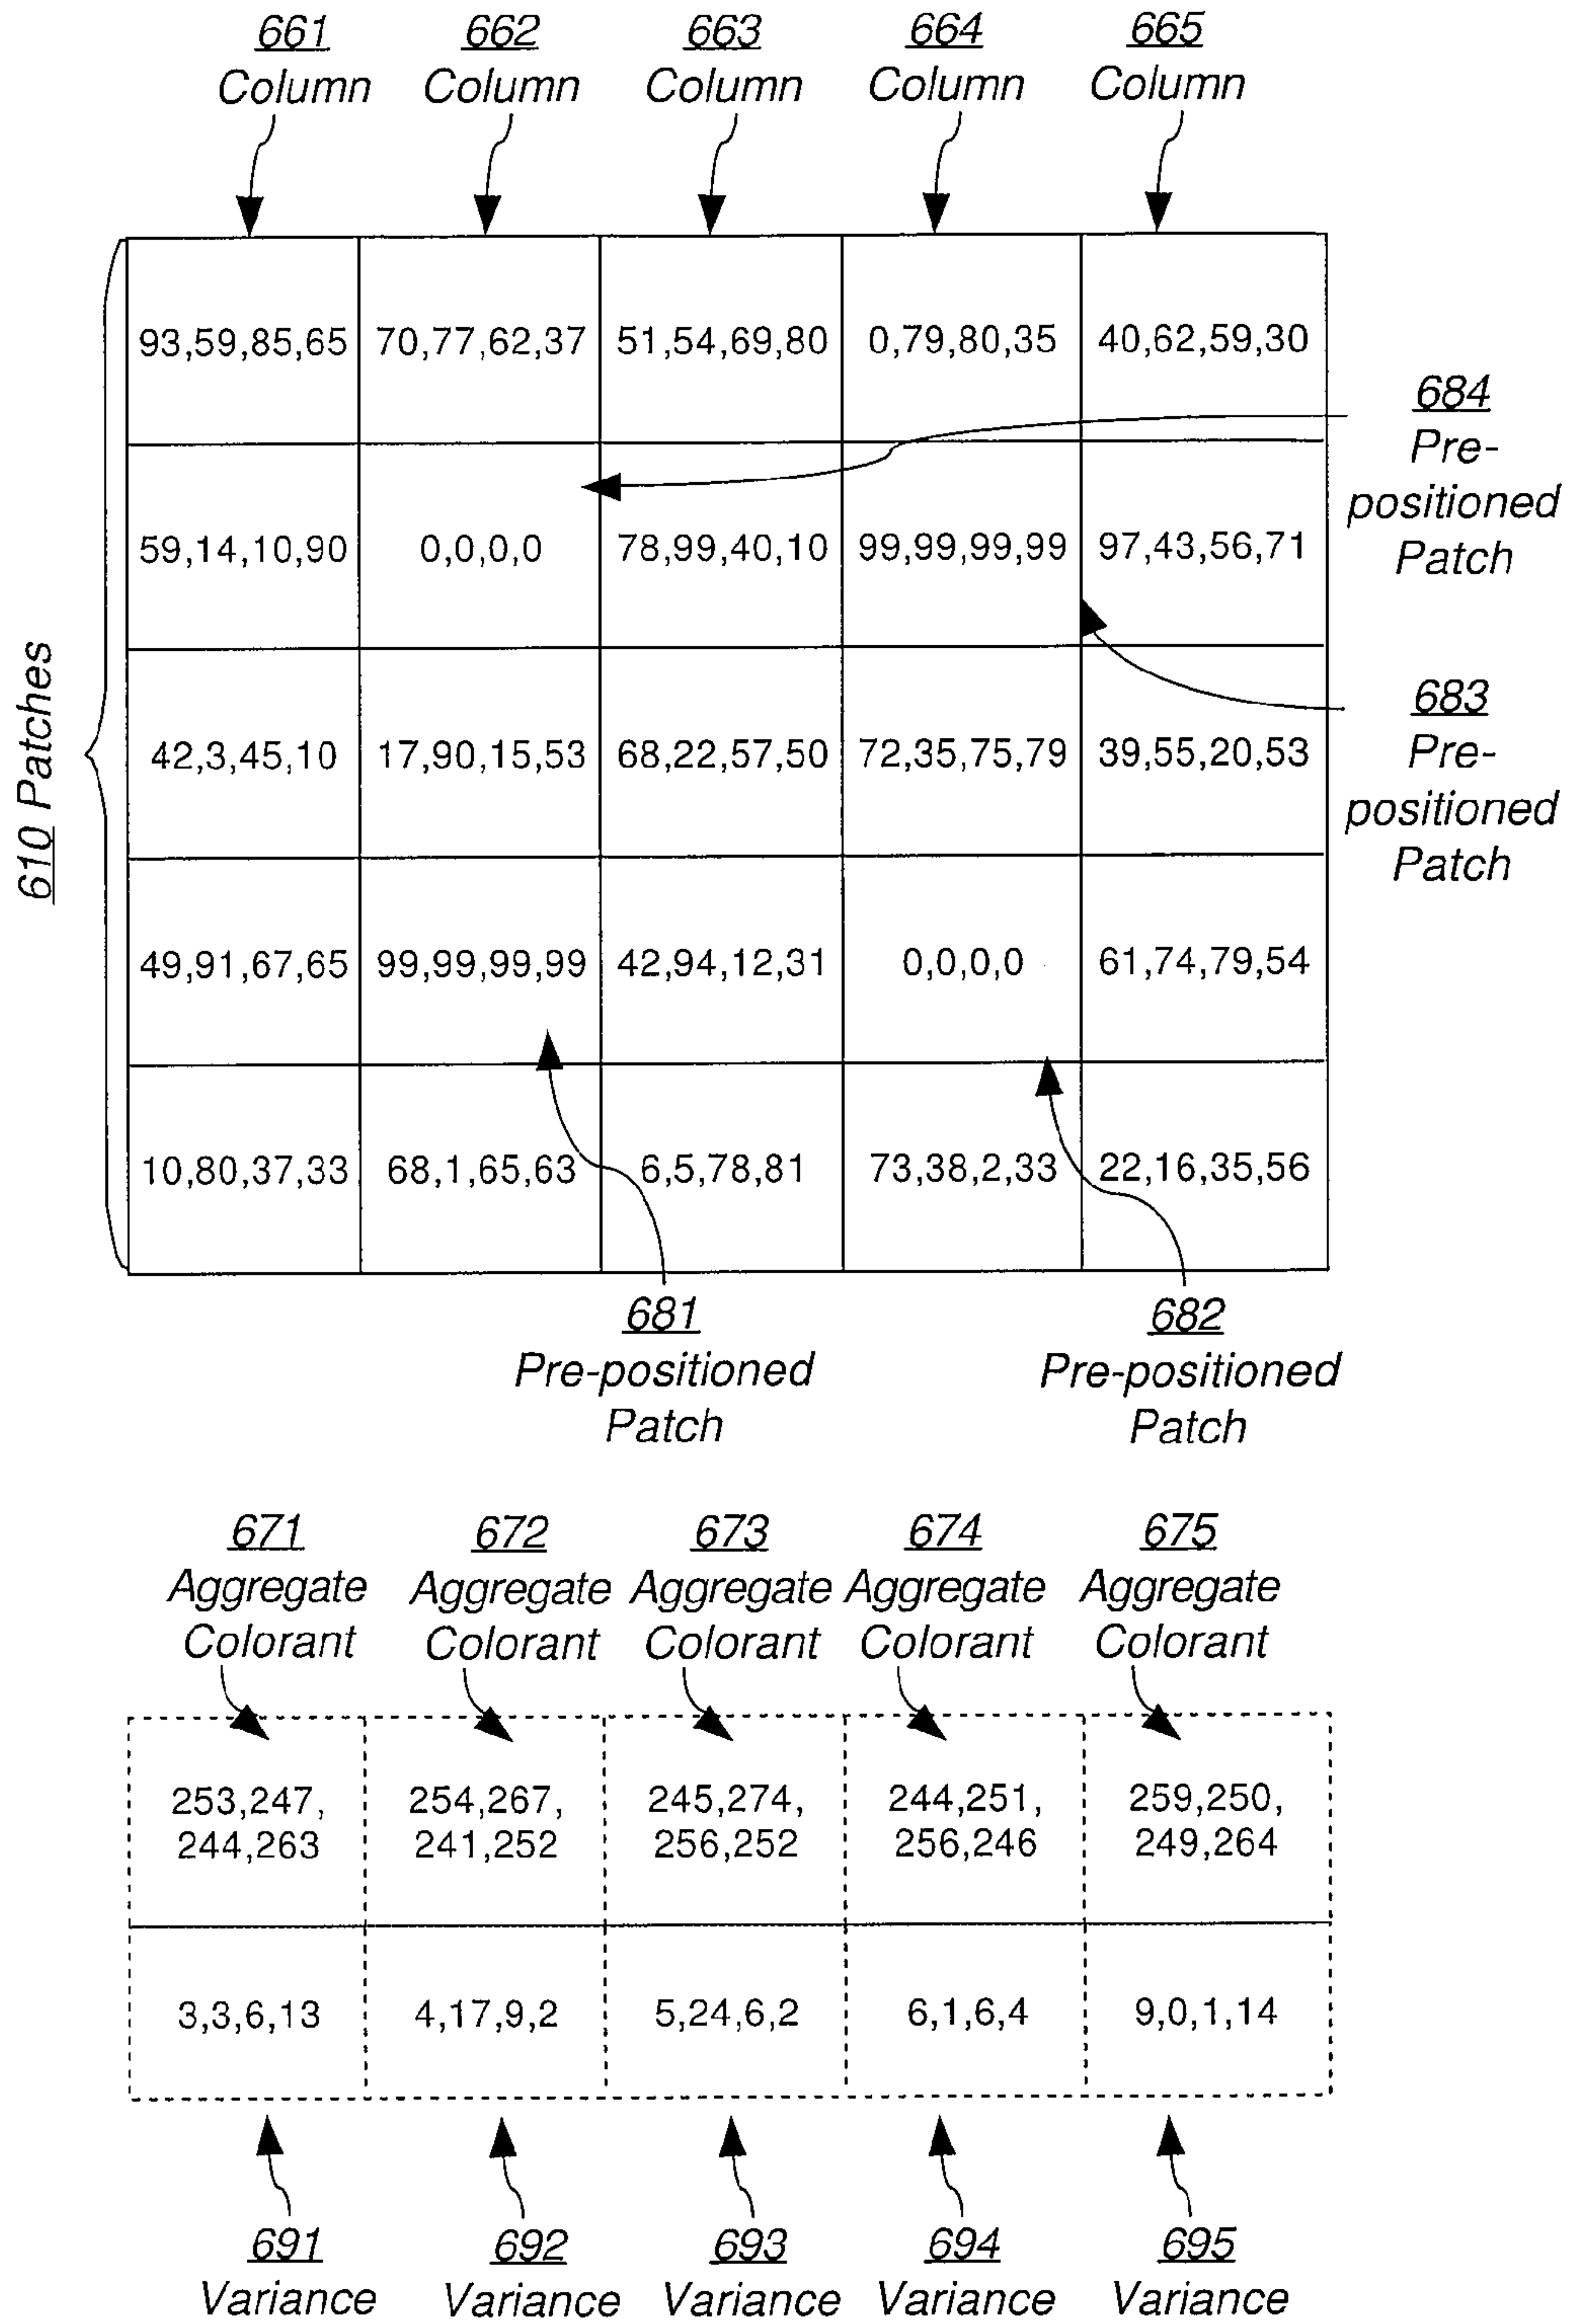 661 662 663 664 665
Column Column Column Column Column
610 Patches
93,59,85,65 70,77,62,37 51,54,69,80 0,79,80,35 40,62,59,30
59,14,10,90 0,0,0,0 78,99,40,10 99,99,99,99 97,43,56,71
42,3,45,10 17,90,15,53 68,22,57,50 72,35,75,79 39,55,20,53
49,91,67,65 99,99,99,99 42,94,12,31 0,0,0,0 61,74,79,54
10,80,37,33 68,1,65,63 6,5,78,81 73,38,2,33 22,16,35,56
684
Pre-
positioned
Patch
683
Pre-
positioned
Patch
681
Pre-positioned
Patch
682
Pre-positioned
Patch
671 672 673 674 675
Aggregate Aggregate Aggregate Aggregate Aggregate
Colorant Colorant Colorant Colorant Colorant
253,247, 254,267, 245,274, 244,251, 259,250,
244,263 241,252 256,252 256,246 249,264
3,3,6,13 4,17,9,2 5,24,6,2 6,1,6,4 9,0,1,14
691 692 693 694 695
Variance Variance Variance Variance Variance